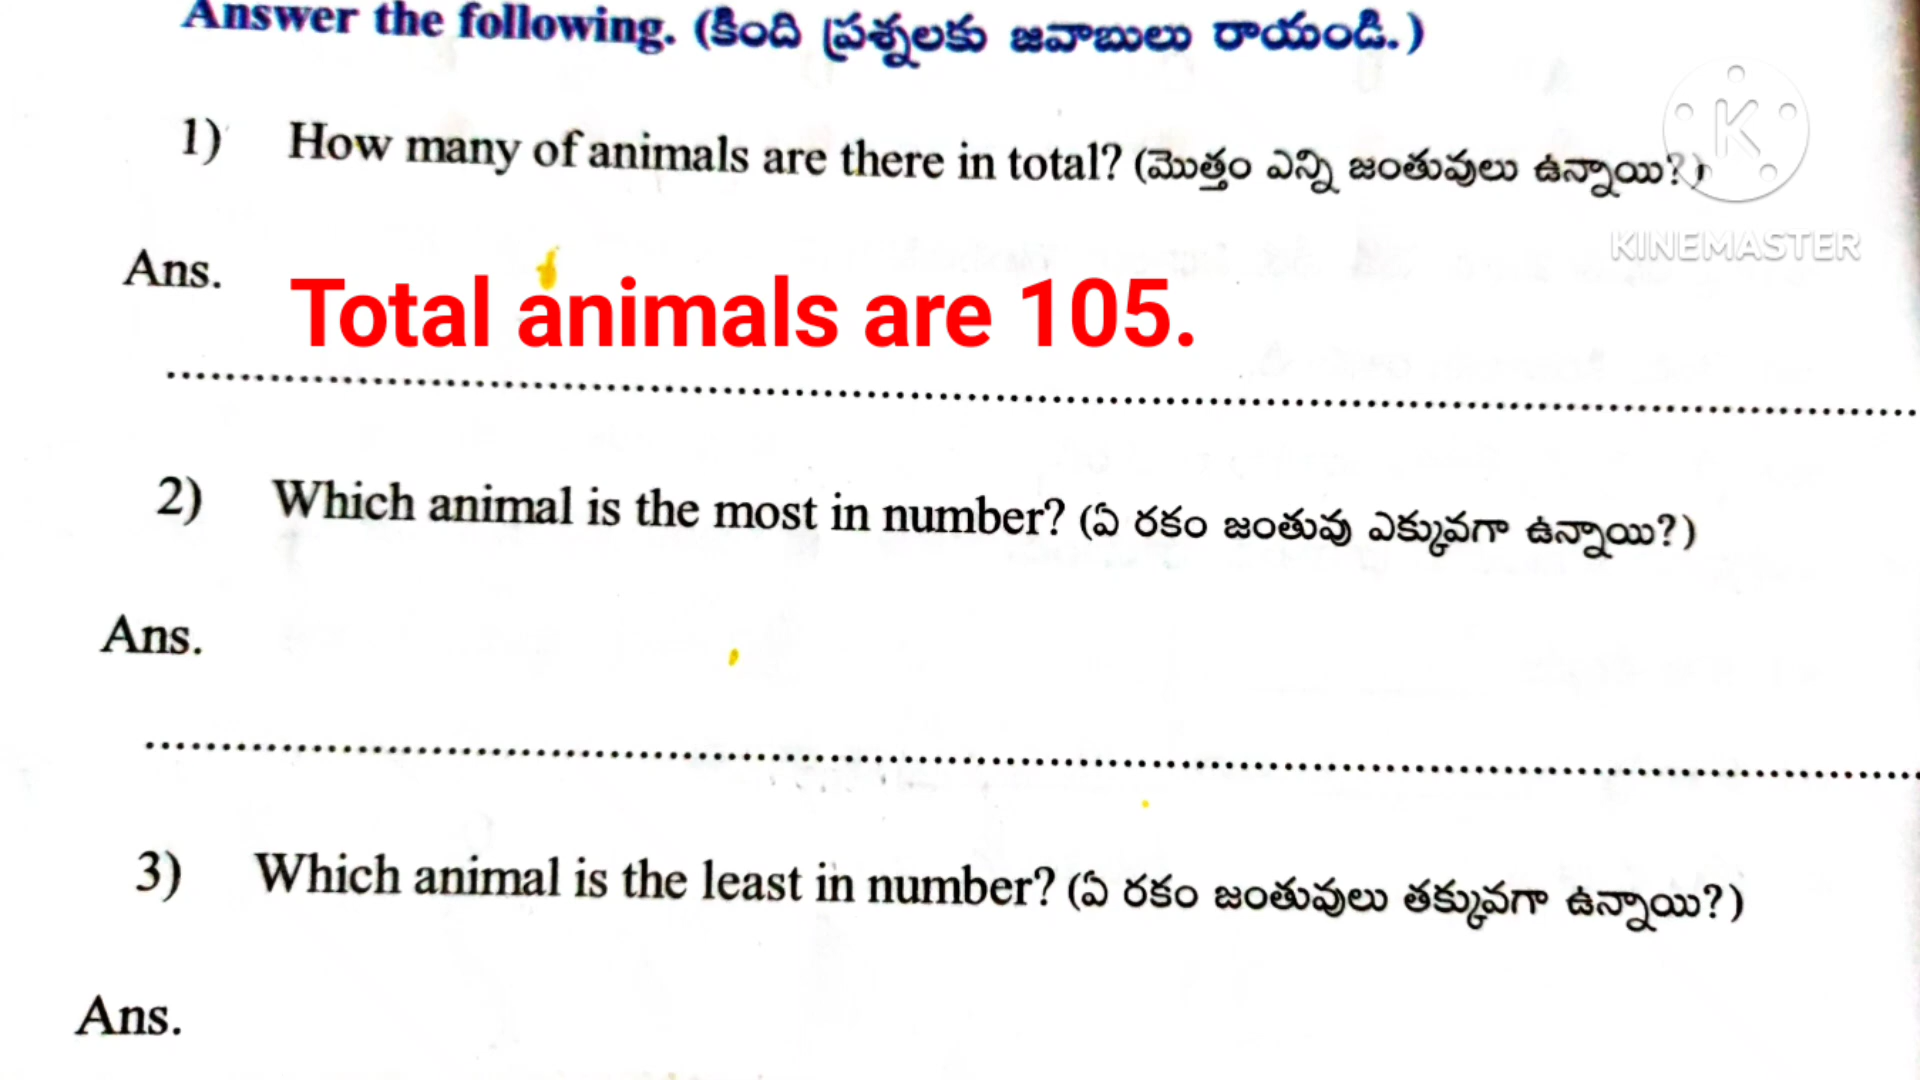 Answer the following. (కింది ప్రశ్నలకు జవాబులు రాయండి.)
1) How many of animals are there in total? (మొత్తం ఎన్ని జంతువులు ఉన్నాయి?)
K
KINEMASTER
Ans. Total animals are 105.
2) Which animal is the most in number? (ఏ రకం జంతువు ఎక్కువగా ఉన్నాయి?)
Ans.
3) Which animal is the least in number? (ఏ రకం జంతువులు తక్కువగా ఉన్నాయి?)
Ans.